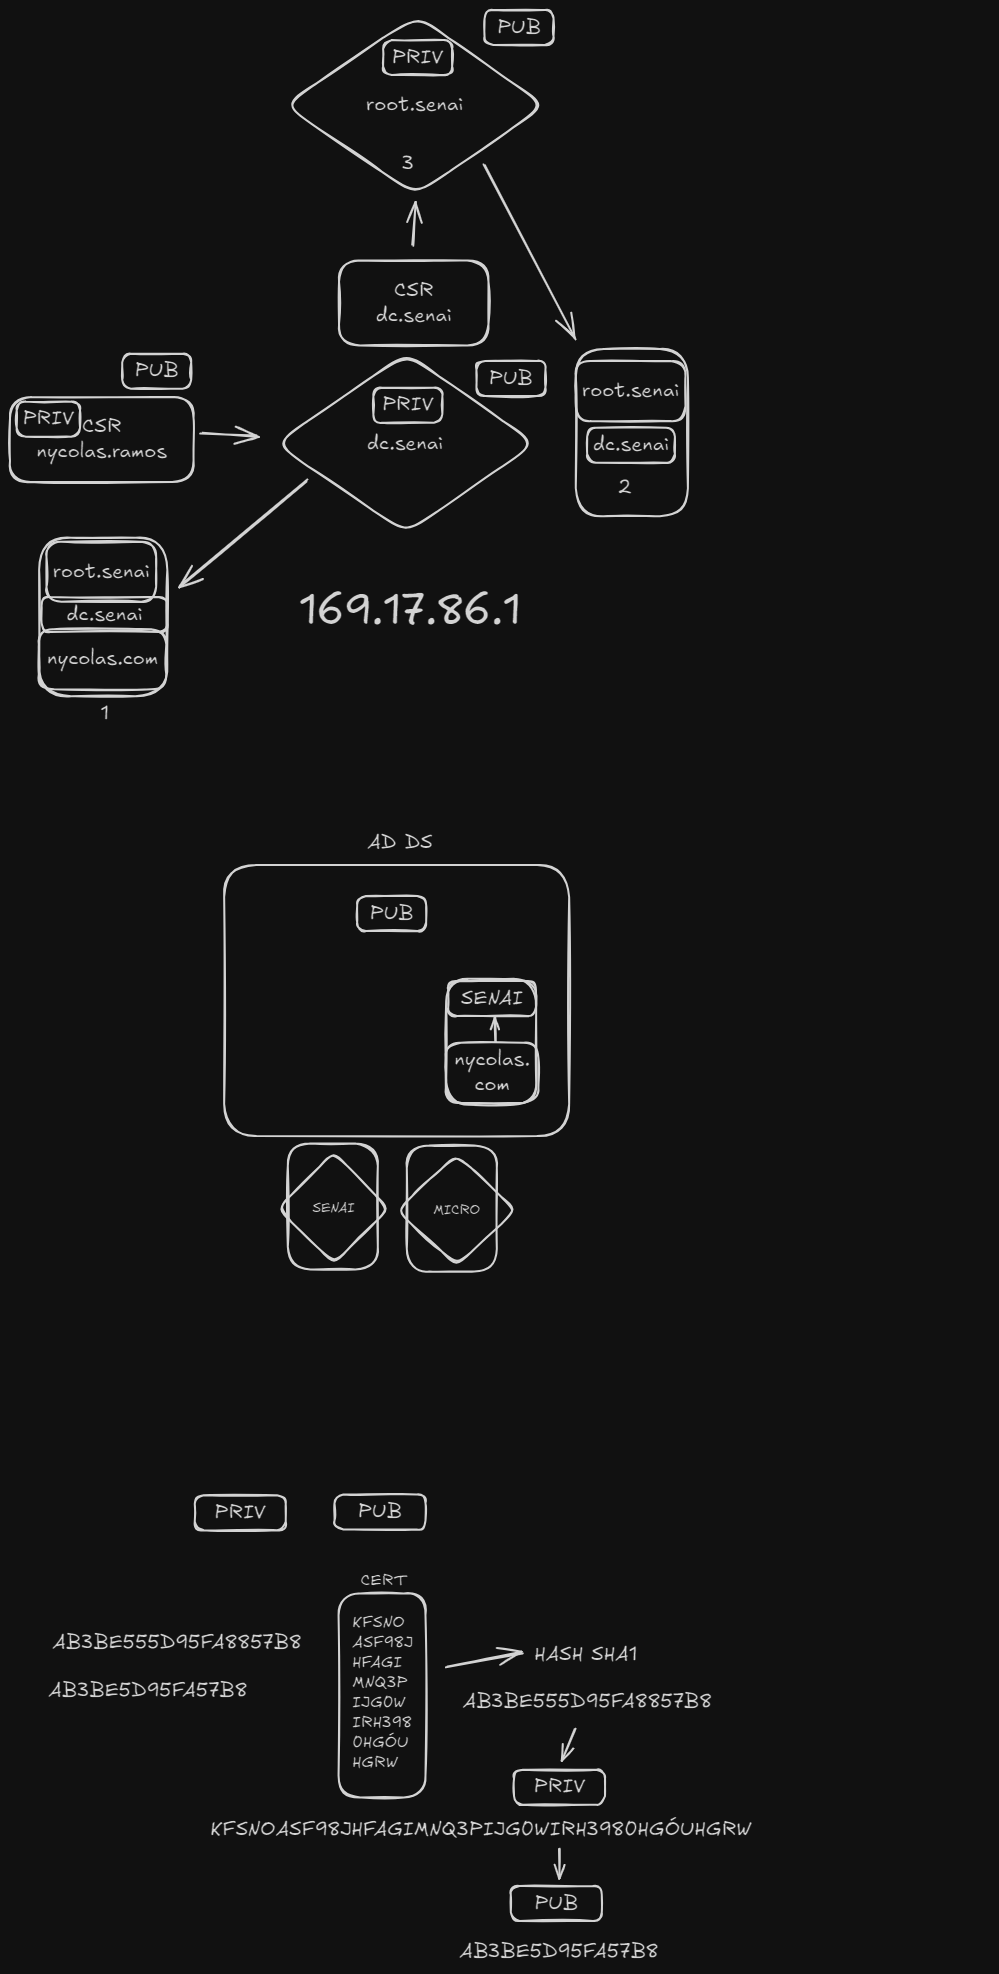 PUB
PRIV
root.senai
3
CSR
dc.senai
PUB
PRIV
dc.senai
PUB
PRIV
CSR
nycolas.ramos
root.senai
dc.senai
2
root.senai
dc.senai
nycolas.com
1
169.17.86.1
AD DS
PUB
SENAI
nycolas.
com
SENAI
MICRO
PRIV
PUB
CERT
KFSNO
ASF98J
HFAGI
MNQ3P
IJG0W
IRH398
0HGÓU
HGRW
AB3BE555D95FA8857B8
AB3BE5D95FA57B8
HASH SHA1
AB3BE555D95FA8857B8
PRIV
KFSNOASF98JHFAGIMNQ3PIJG0WIRH3980HGÓUHGRW
PUB
AB3BE5D95FA57B8